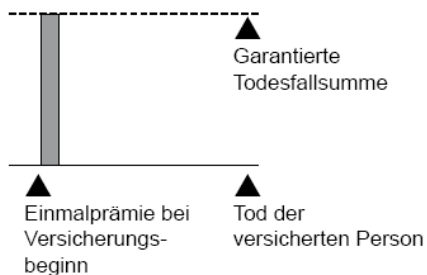 Garantierte
Todesfallsumme
Einmalprämie bei
Versicherungs-
beginn
Tod der
versicherten Person